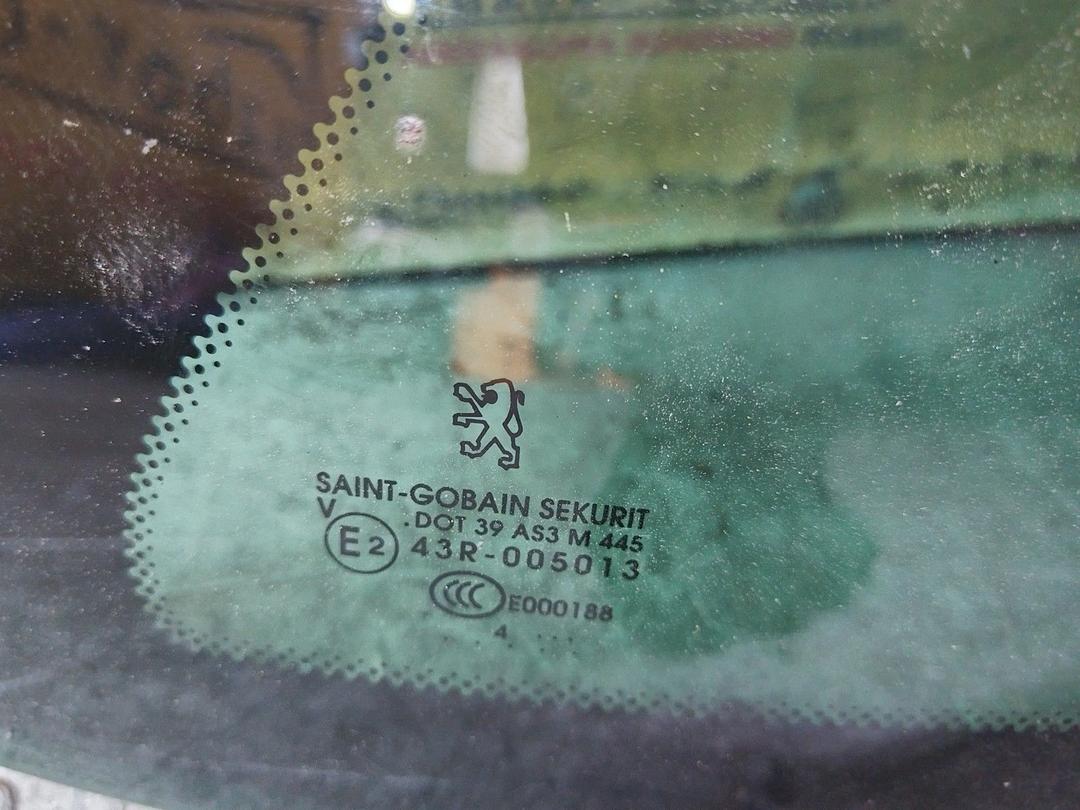 SAINT-GOBAIN SEKURIT
V .DOT 39 AS3 M 445
E2 43R-005013
CCC E000188
4 ...